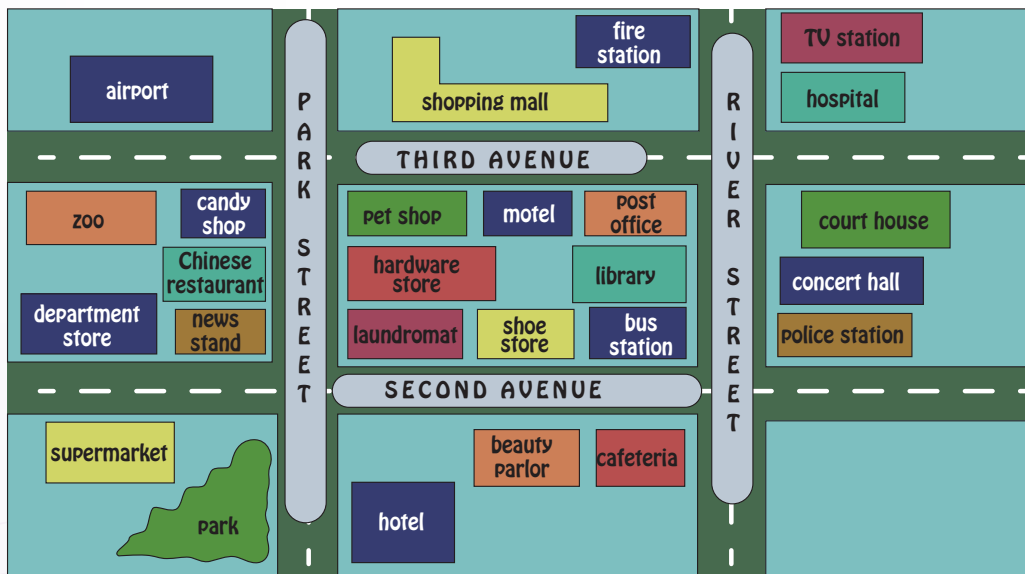 airport
PARK STREET
shopping mall
fire
station
RIVER STREET
TV station
hospital
THIRD AVENUE
zoo
candy
shop
Chinese
restaurant
department
store
news
stand
pet shop
motel
post
office
hardware
store
library
laundromat
shoe
store
bus
station
court house
concert hall
police station
SECOND AVENUE
supermarket
park
beauty
parlor
cafeteria
hotel